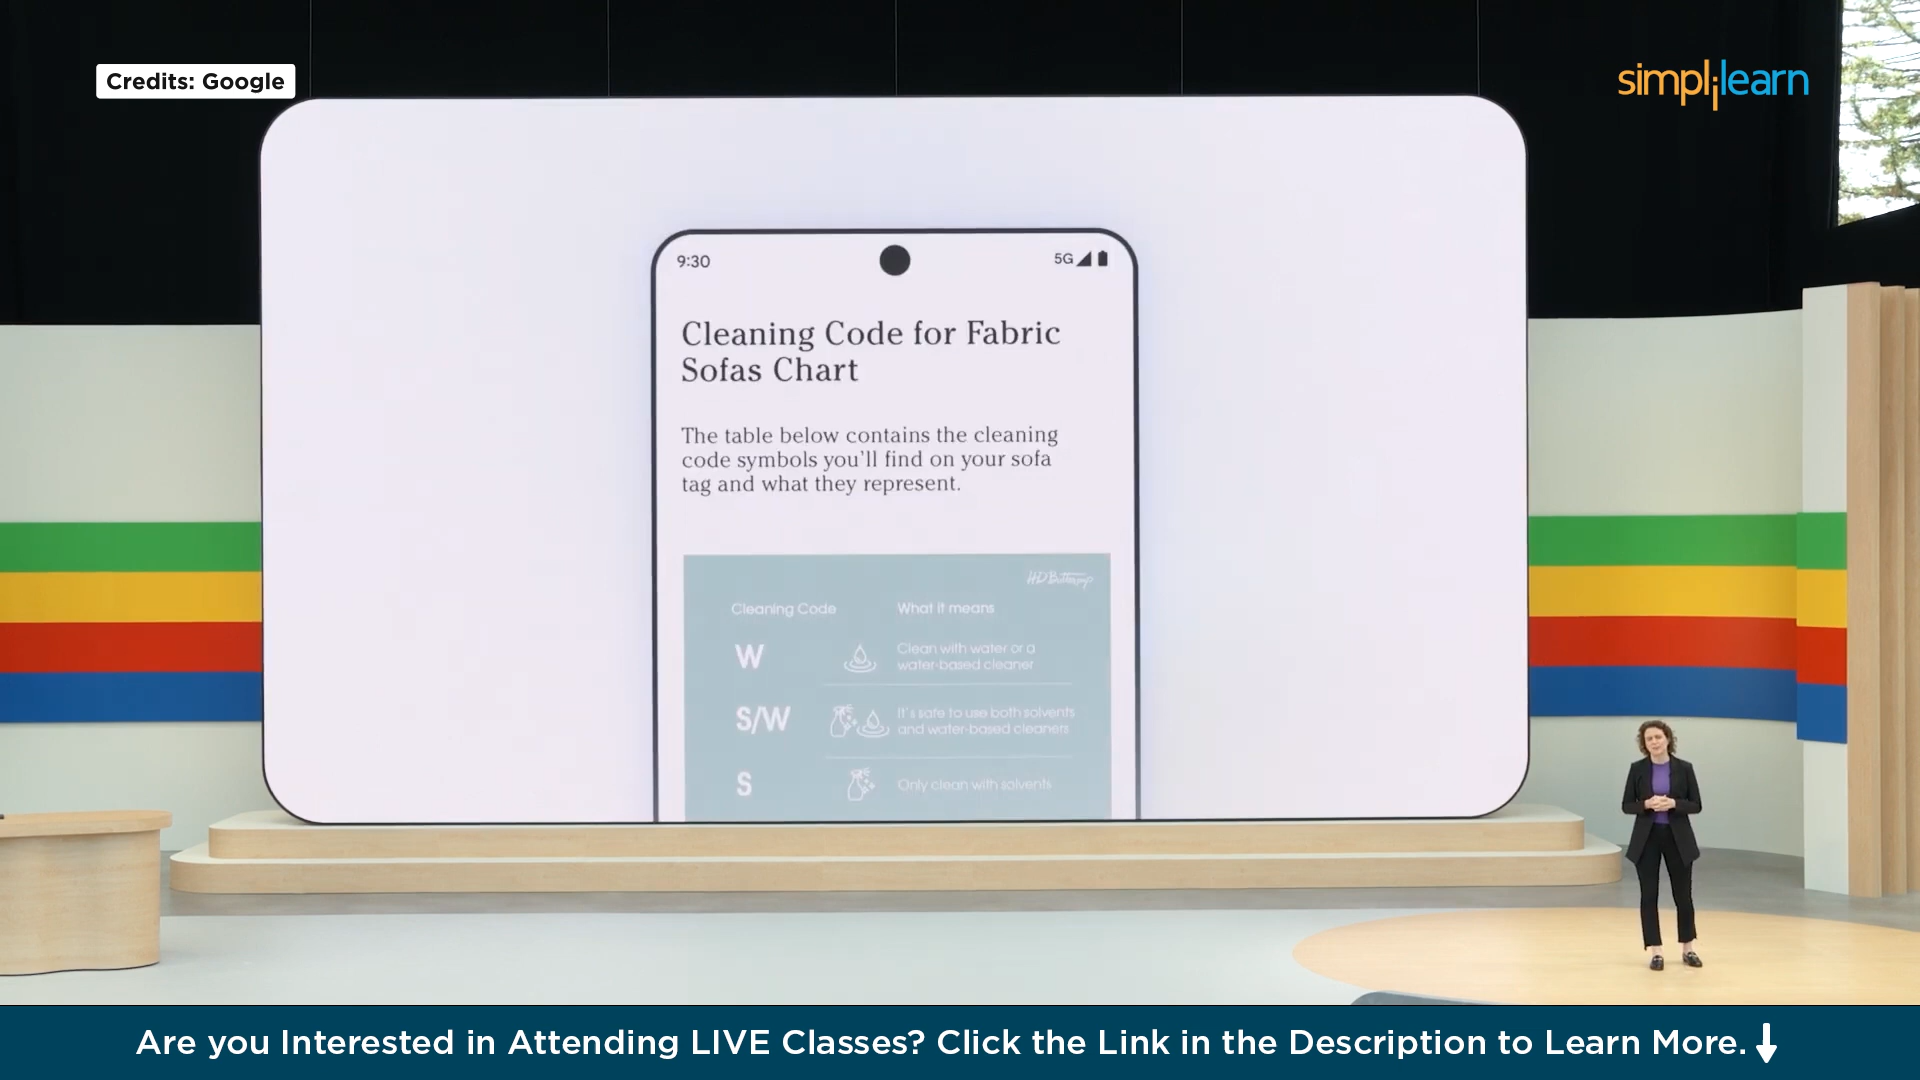 Credits: Google
simplilearn
9:30
5G
Cleaning Code for Fabric
Sofas Chart
The table below contains the cleaning
code symbols you'll find on your sofa
tag and what they represent.
HD Buttercup
Cleaning Code What it means
W Clean with water or a
water-based cleaner
S/W It's safe to use both solvents
and water-based cleaners
S Only clean with solvents
Are you Interested in Attending LIVE Classes? Click the Link in the Description to Learn More.